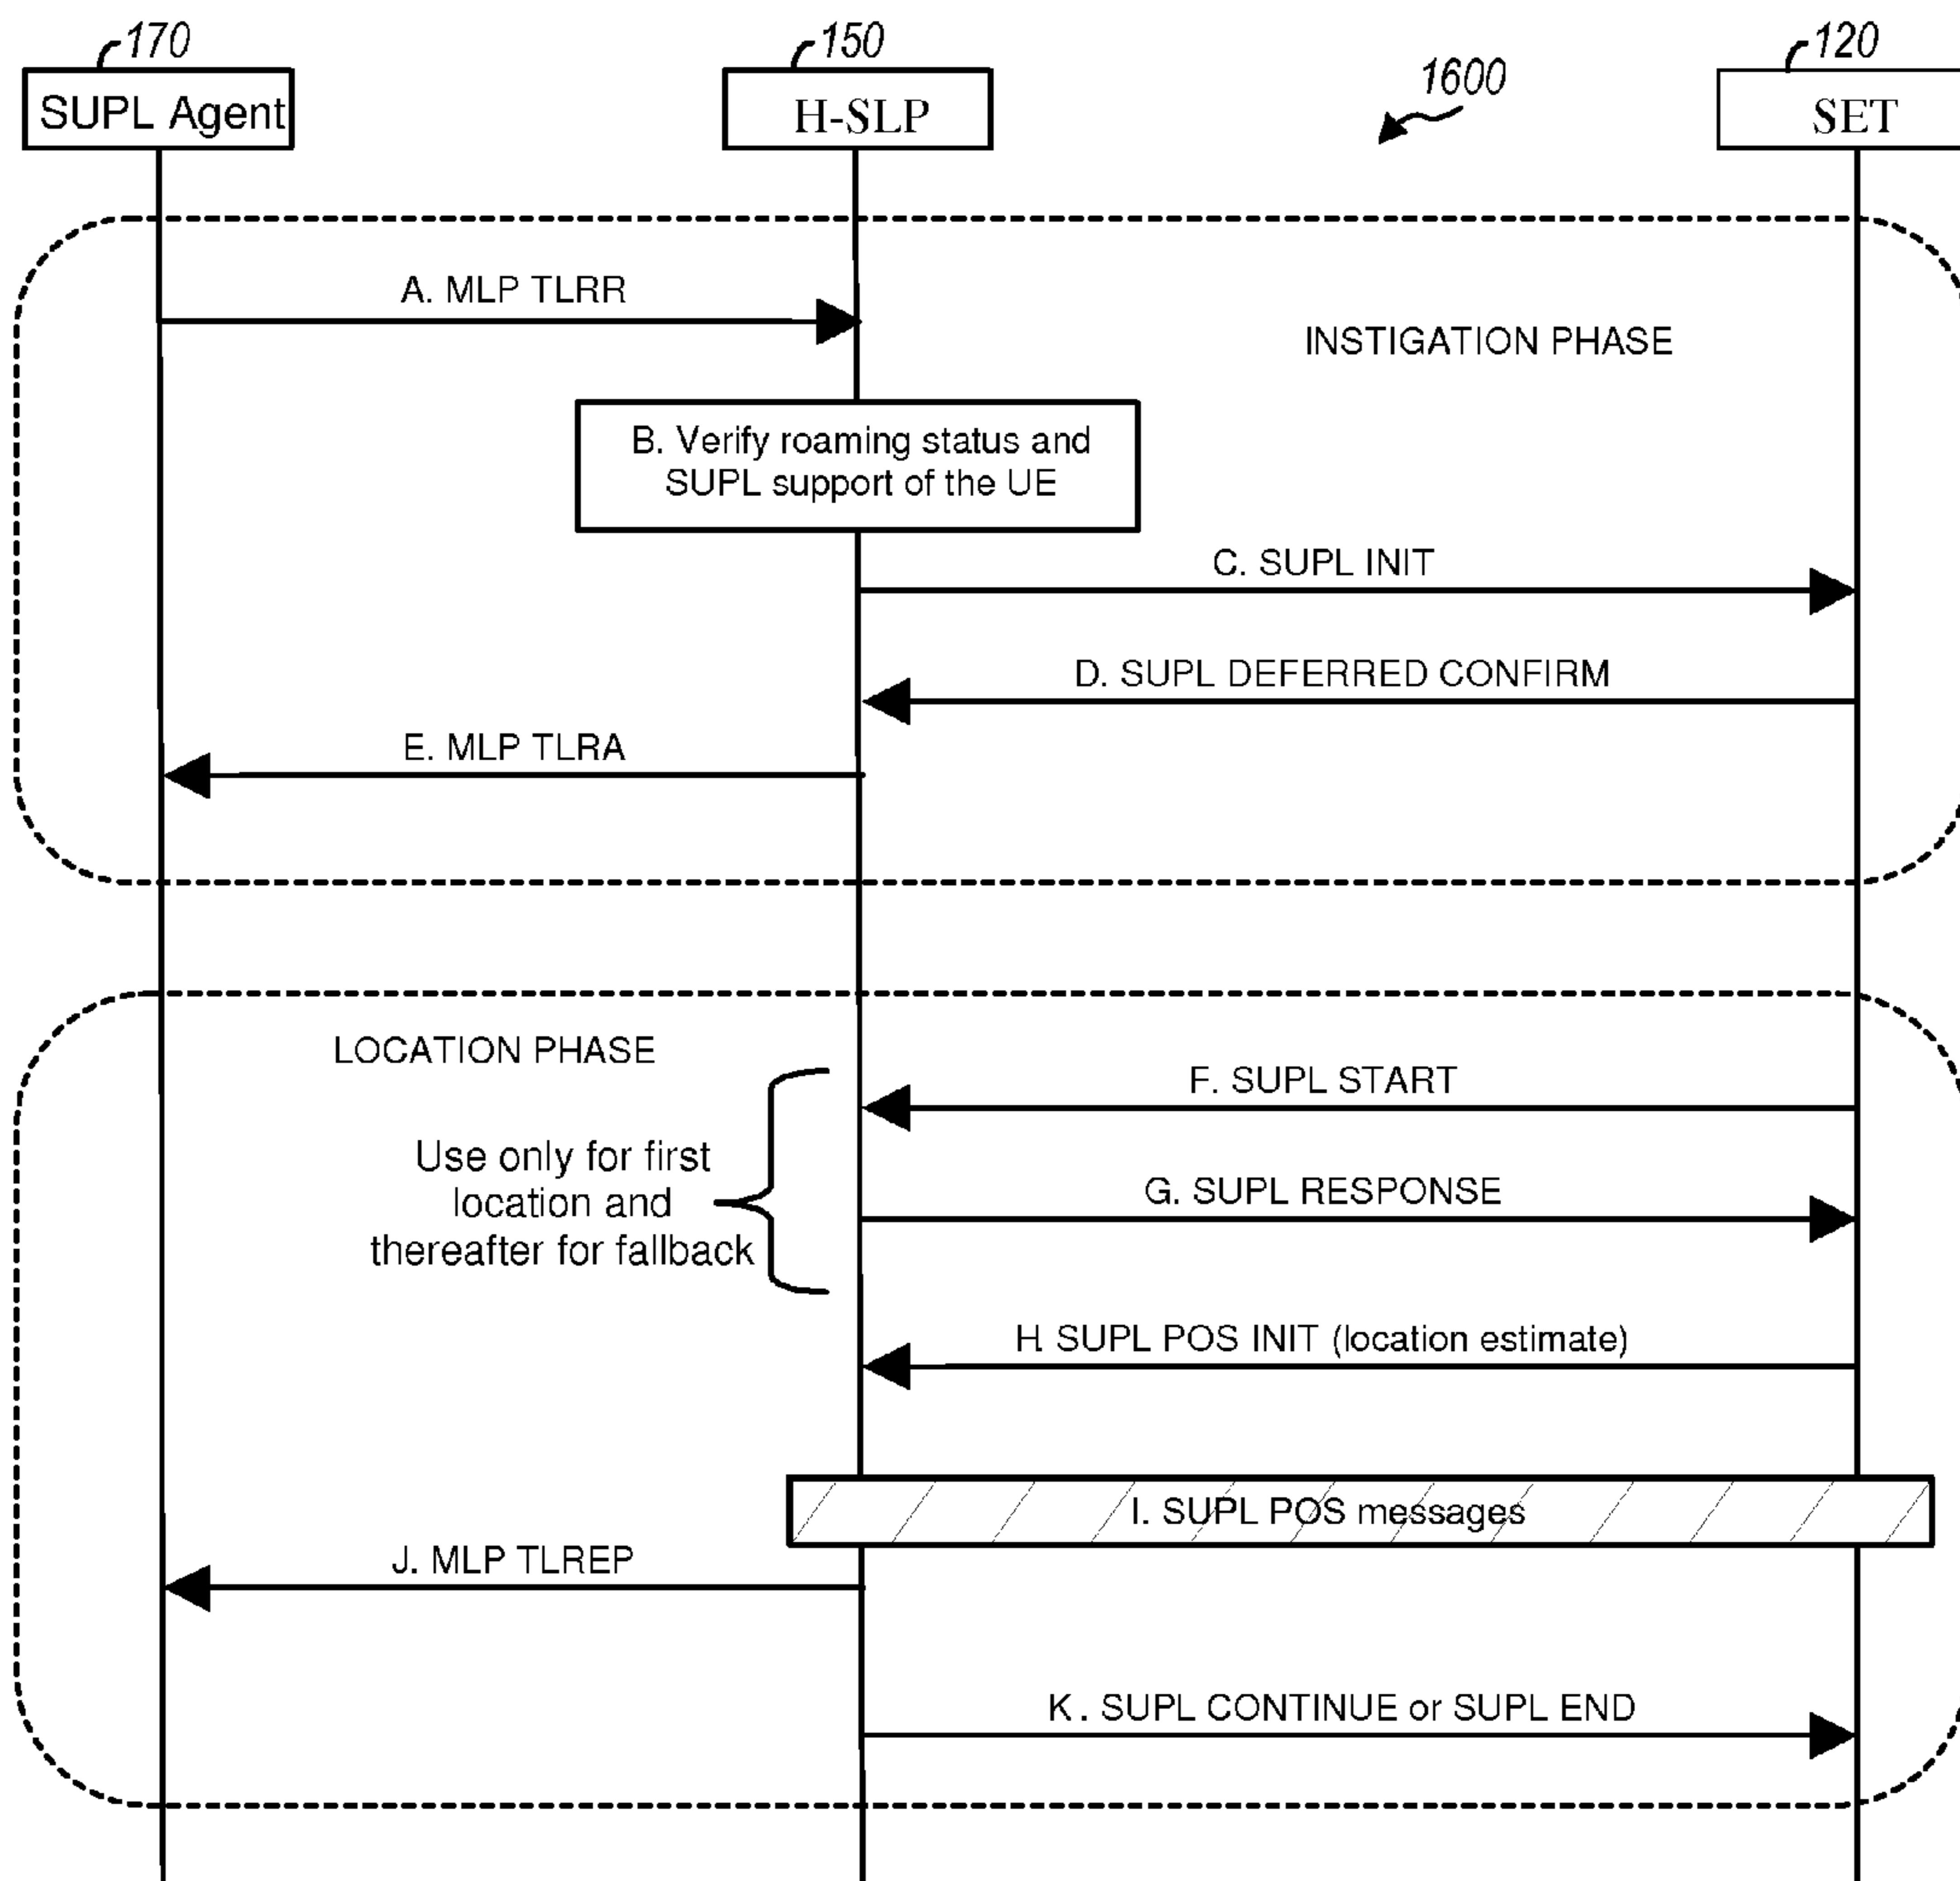 170
150
1600
120
SUPL Agent
H-SLP
SET
A. MLP TLRR
INSTIGATION PHASE
B. Verify roaming status and
SUPL support of the UE
C. SUPL INIT
D. SUPL DEFERRED CONFIRM
E. MLP TLRA
LOCATION PHASE
F. SUPL START
Use only for first
location and
thereafter for fallback
G. SUPL RESPONSE
H. SUPL POS INIT (location estimate)
I. SUPL POS messages
J. MLP TLREP
K. SUPL CONTINUE or SUPL END